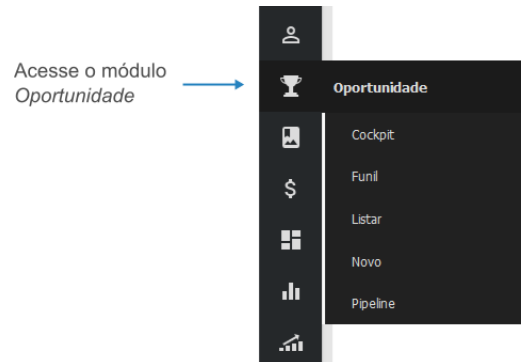 Acesse o módulo
Oportunidade
Oportunidade
Cockpit
Funil
Listar
Novo
Pipeline